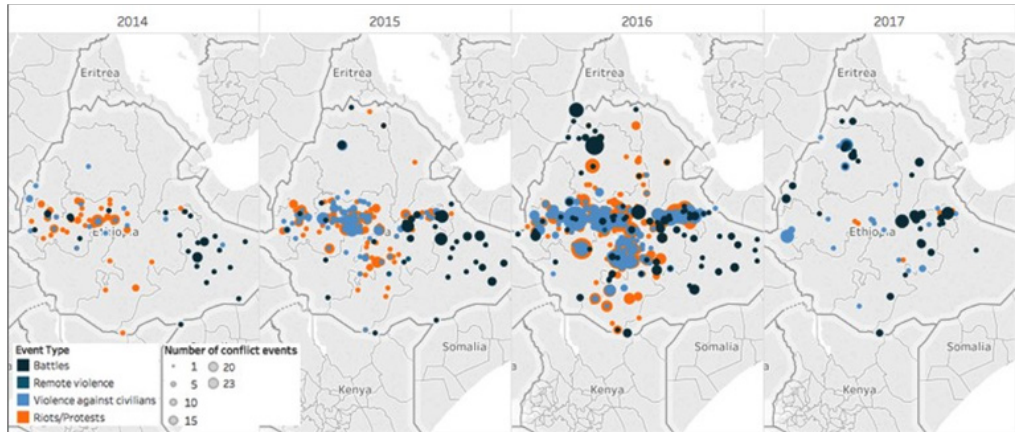 2014 2015 2016 2017
Eritrea Eritrea Eritrea Eritrea
Ethiopia Ethiopia
Somalia Somalia
Kenya Kenya
Event Type
Battles
Remote violence
Violence against civilians
Riots/Protests
Number of conflict events
1 20
5 23
10
15